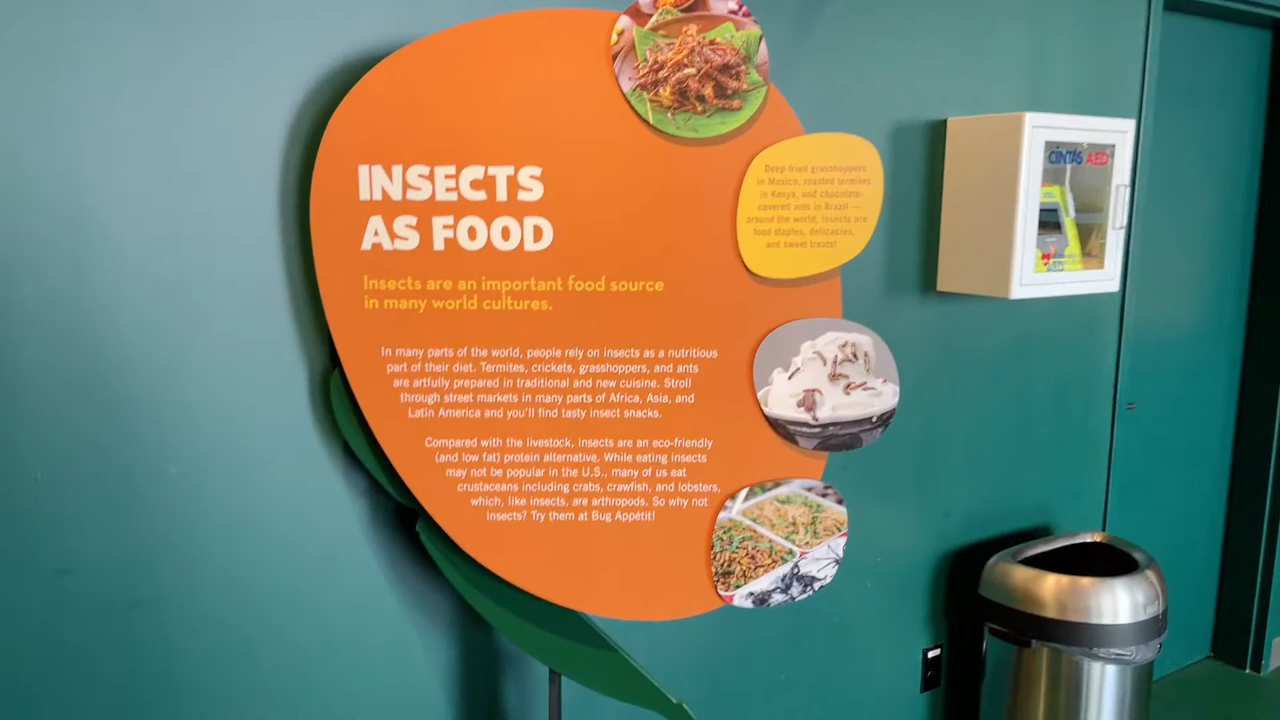 INSECTS
AS FOOD
Insects are an important food source
in many world cultures.
In many parts of the world, people rely on insects as a nutritious
part of their diet. Termites, crickets, grasshoppers, and ants
are artfully prepared in traditional and new cuisine. Stroll
through street markets in many parts of Africa, Asia, and
Latin America and you'll find tasty insect snacks.
Compared with the livestock, insects are an eco-friendly
(and low fat) protein alternative. While eating insects
may not be popular in the U.S., many of us eat
crustaceans including crabs, crawfish, and lobsters,
which, like insects, are arthropods. So why not
insects? Try them at Bug Appétit!
Deep-fried grasshoppers
in Mexico, roasted termites
in Kenya, and chocolate-
covered ants in Brazil —
around the world, insects are
food staples, delicacies,
and sweet treats!
CINTAS AED